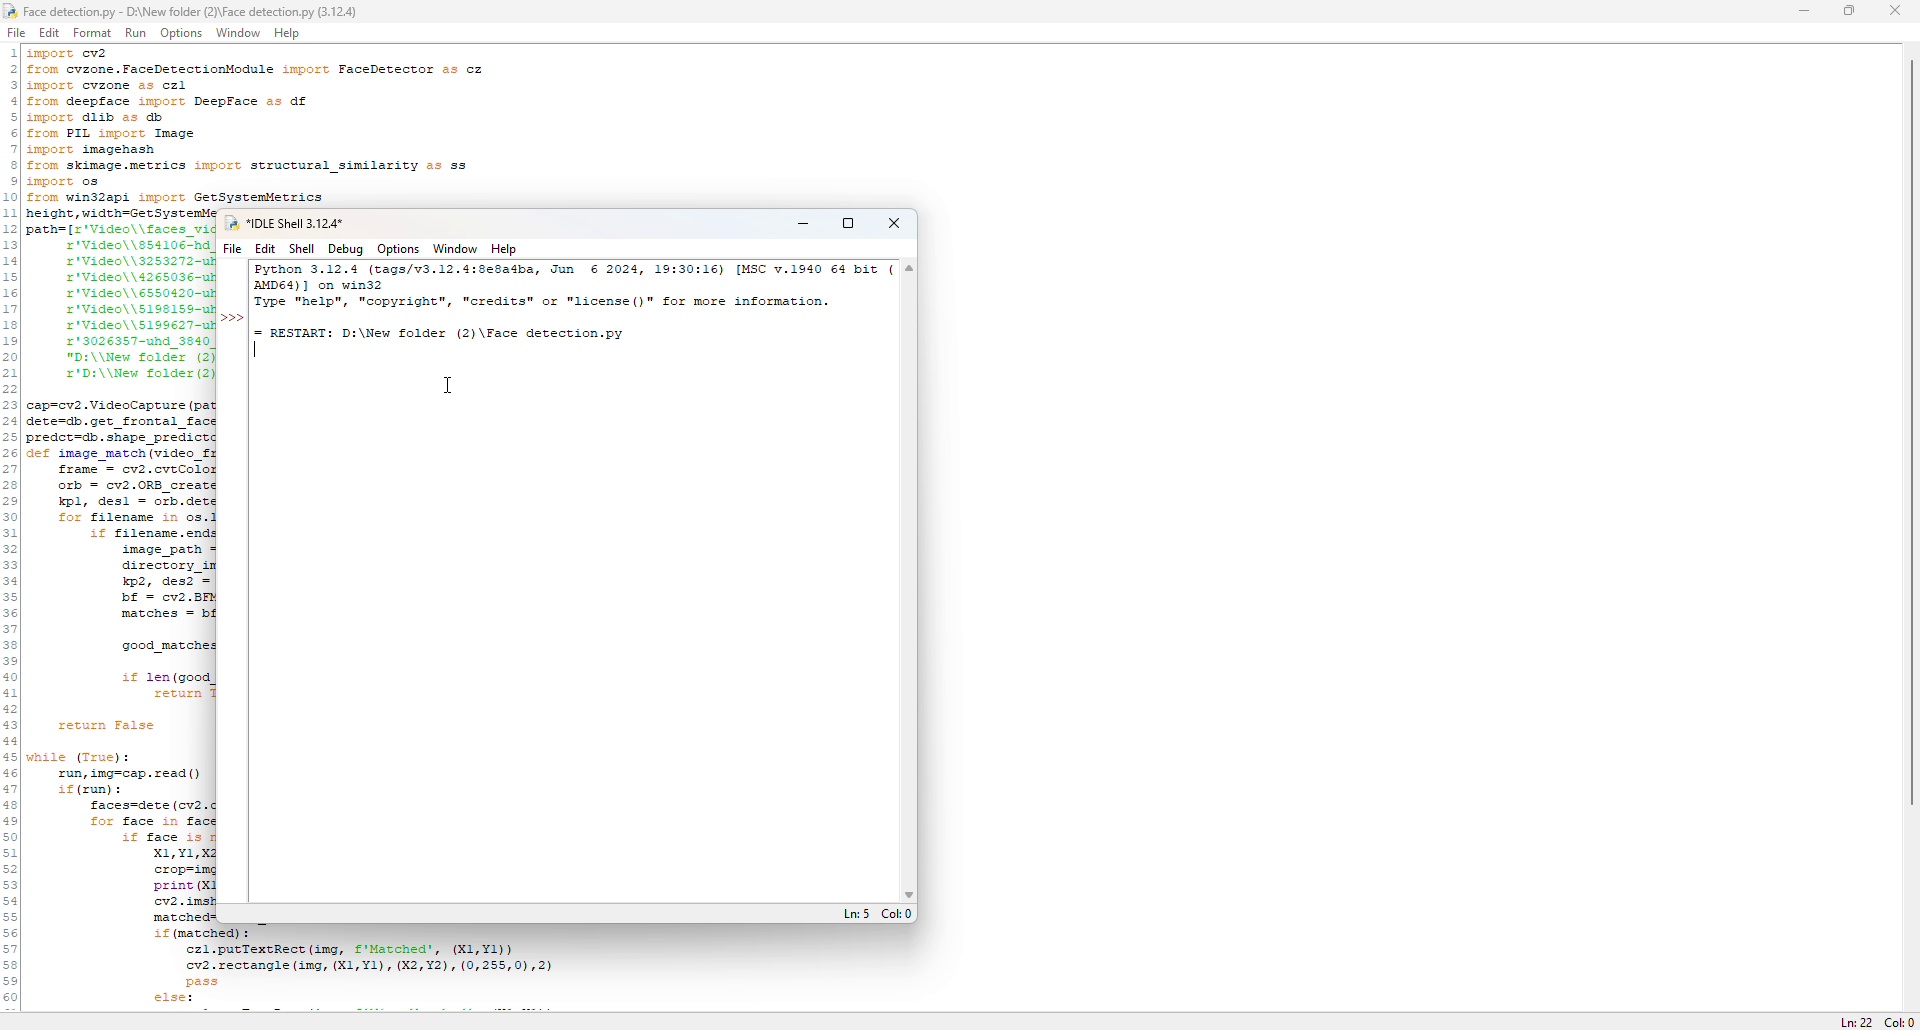 Face detection.py - D:\New folder (2)\Face detection.py (3.12.4)
File Edit Format Run Options Window Help
1 import cv2
2 from cvzone.FaceDetectionModule import FaceDetector as cz
3 import cvzone as cz1
4 from deepface import DeepFace as df
5 import dlib as db
6 from PIL import Image
7 import imagehash
8 from skimage.metrics import structural_similarity as ss
9 import os
10 from win32api import GetSystemMetrics
11 height,width=GetSystemMe
12 path=[r'Video\\faces_vid
13 r'Video\\854106-hd_
14 r'Video\\3253272-uh
15 r'Video\\4265036-uh
16 r'Video\\6550420-uh
17 r'Video\\5198159-uh
18 r'Video\\5199627-uh
19 r'3026357-uhd_3840_
20 "D:\\New folder (2)
21 r'D:\\New folder(2)
22
23 cap=cv2.VideoCapture(pat
24 dete=db.get_frontal_face
25 predct=db.shape_predicto
26 def image_match(video_fr
27 frame = cv2.cvtColor
28 orb = cv2.ORB_create
29 kp1, des1 = orb.dete
30 for filename in os.l
31 if filename.ends
32 image_path =
33 directory_im
34 kp2, des2 =
35 bf = cv2.BFM
36 matches = bf
37
38 good_matches
39
40 if len(good_
41 return T
42
43 return False
44
45 while (True):
46 run,img=cap.read()
47 if(run):
48 faces=dete(cv2.c
49 for face in face
50 if face is n
51 X1,Y1,X2
52 crop=img
53 print(X1
54 cv2.imsh
55 matched=
56 if(matched):
57 cz1.putTextRect(img, f'Matched', (X1,Y1))
58 cv2.rectangle(img,(X1,Y1),(X2,Y2),(0,255,0),2)
59 pass
60 else:
Ln: 22 Col: 0
*IDLE Shell 3.12.4*
File Edit Shell Debug Options Window Help
Python 3.12.4 (tags/v3.12.4:8e8a4ba, Jun 6 2024, 19:30:16) [MSC v.1940 64 bit (
AMD64)] on win32
Type "help", "copyright", "credits" or "license()" for more information.
>>>
= RESTART: D:\New folder (2)\Face detection.py
Ln: 5 Col: 0